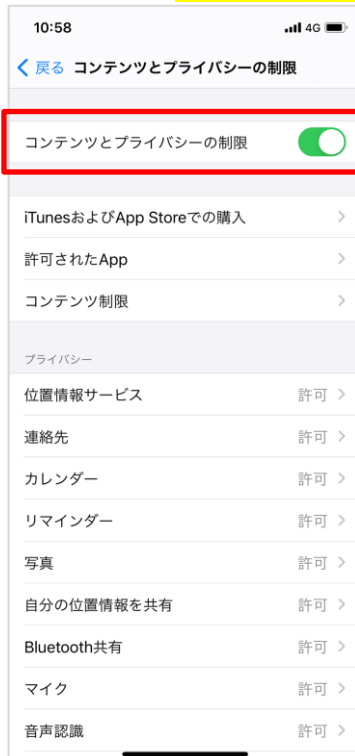 10:58 4G
戻る コンテンツとプライバシーの制限
コンテンツとプライバシーの制限
iTunesおよびApp Storeでの購入
許可されたApp
コンテンツ制限
プライバシー
位置情報サービス 許可
連絡先 許可
カレンダー 許可
リマインダー 許可
写真 許可
自分の位置情報を共有 許可
Bluetooth共有 許可
マイク 許可
音声認識 許可